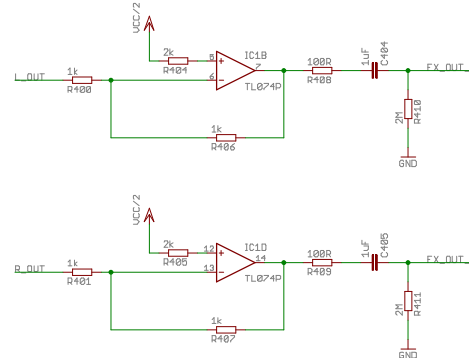 VCC/2
2k
R404
5
6
7
IC1B
TL074P
L_OUT
1k
R400
1k
R406
100R
R408
1uF
C404
EX_OUT_
2M
R410
GND
VCC/2
2k
R405
12
13
14
IC1D
TL074P
R_OUT
1k
R401
1k
R407
100R
R409
1uF
C405
EX_OUT_
2M
R411
GND